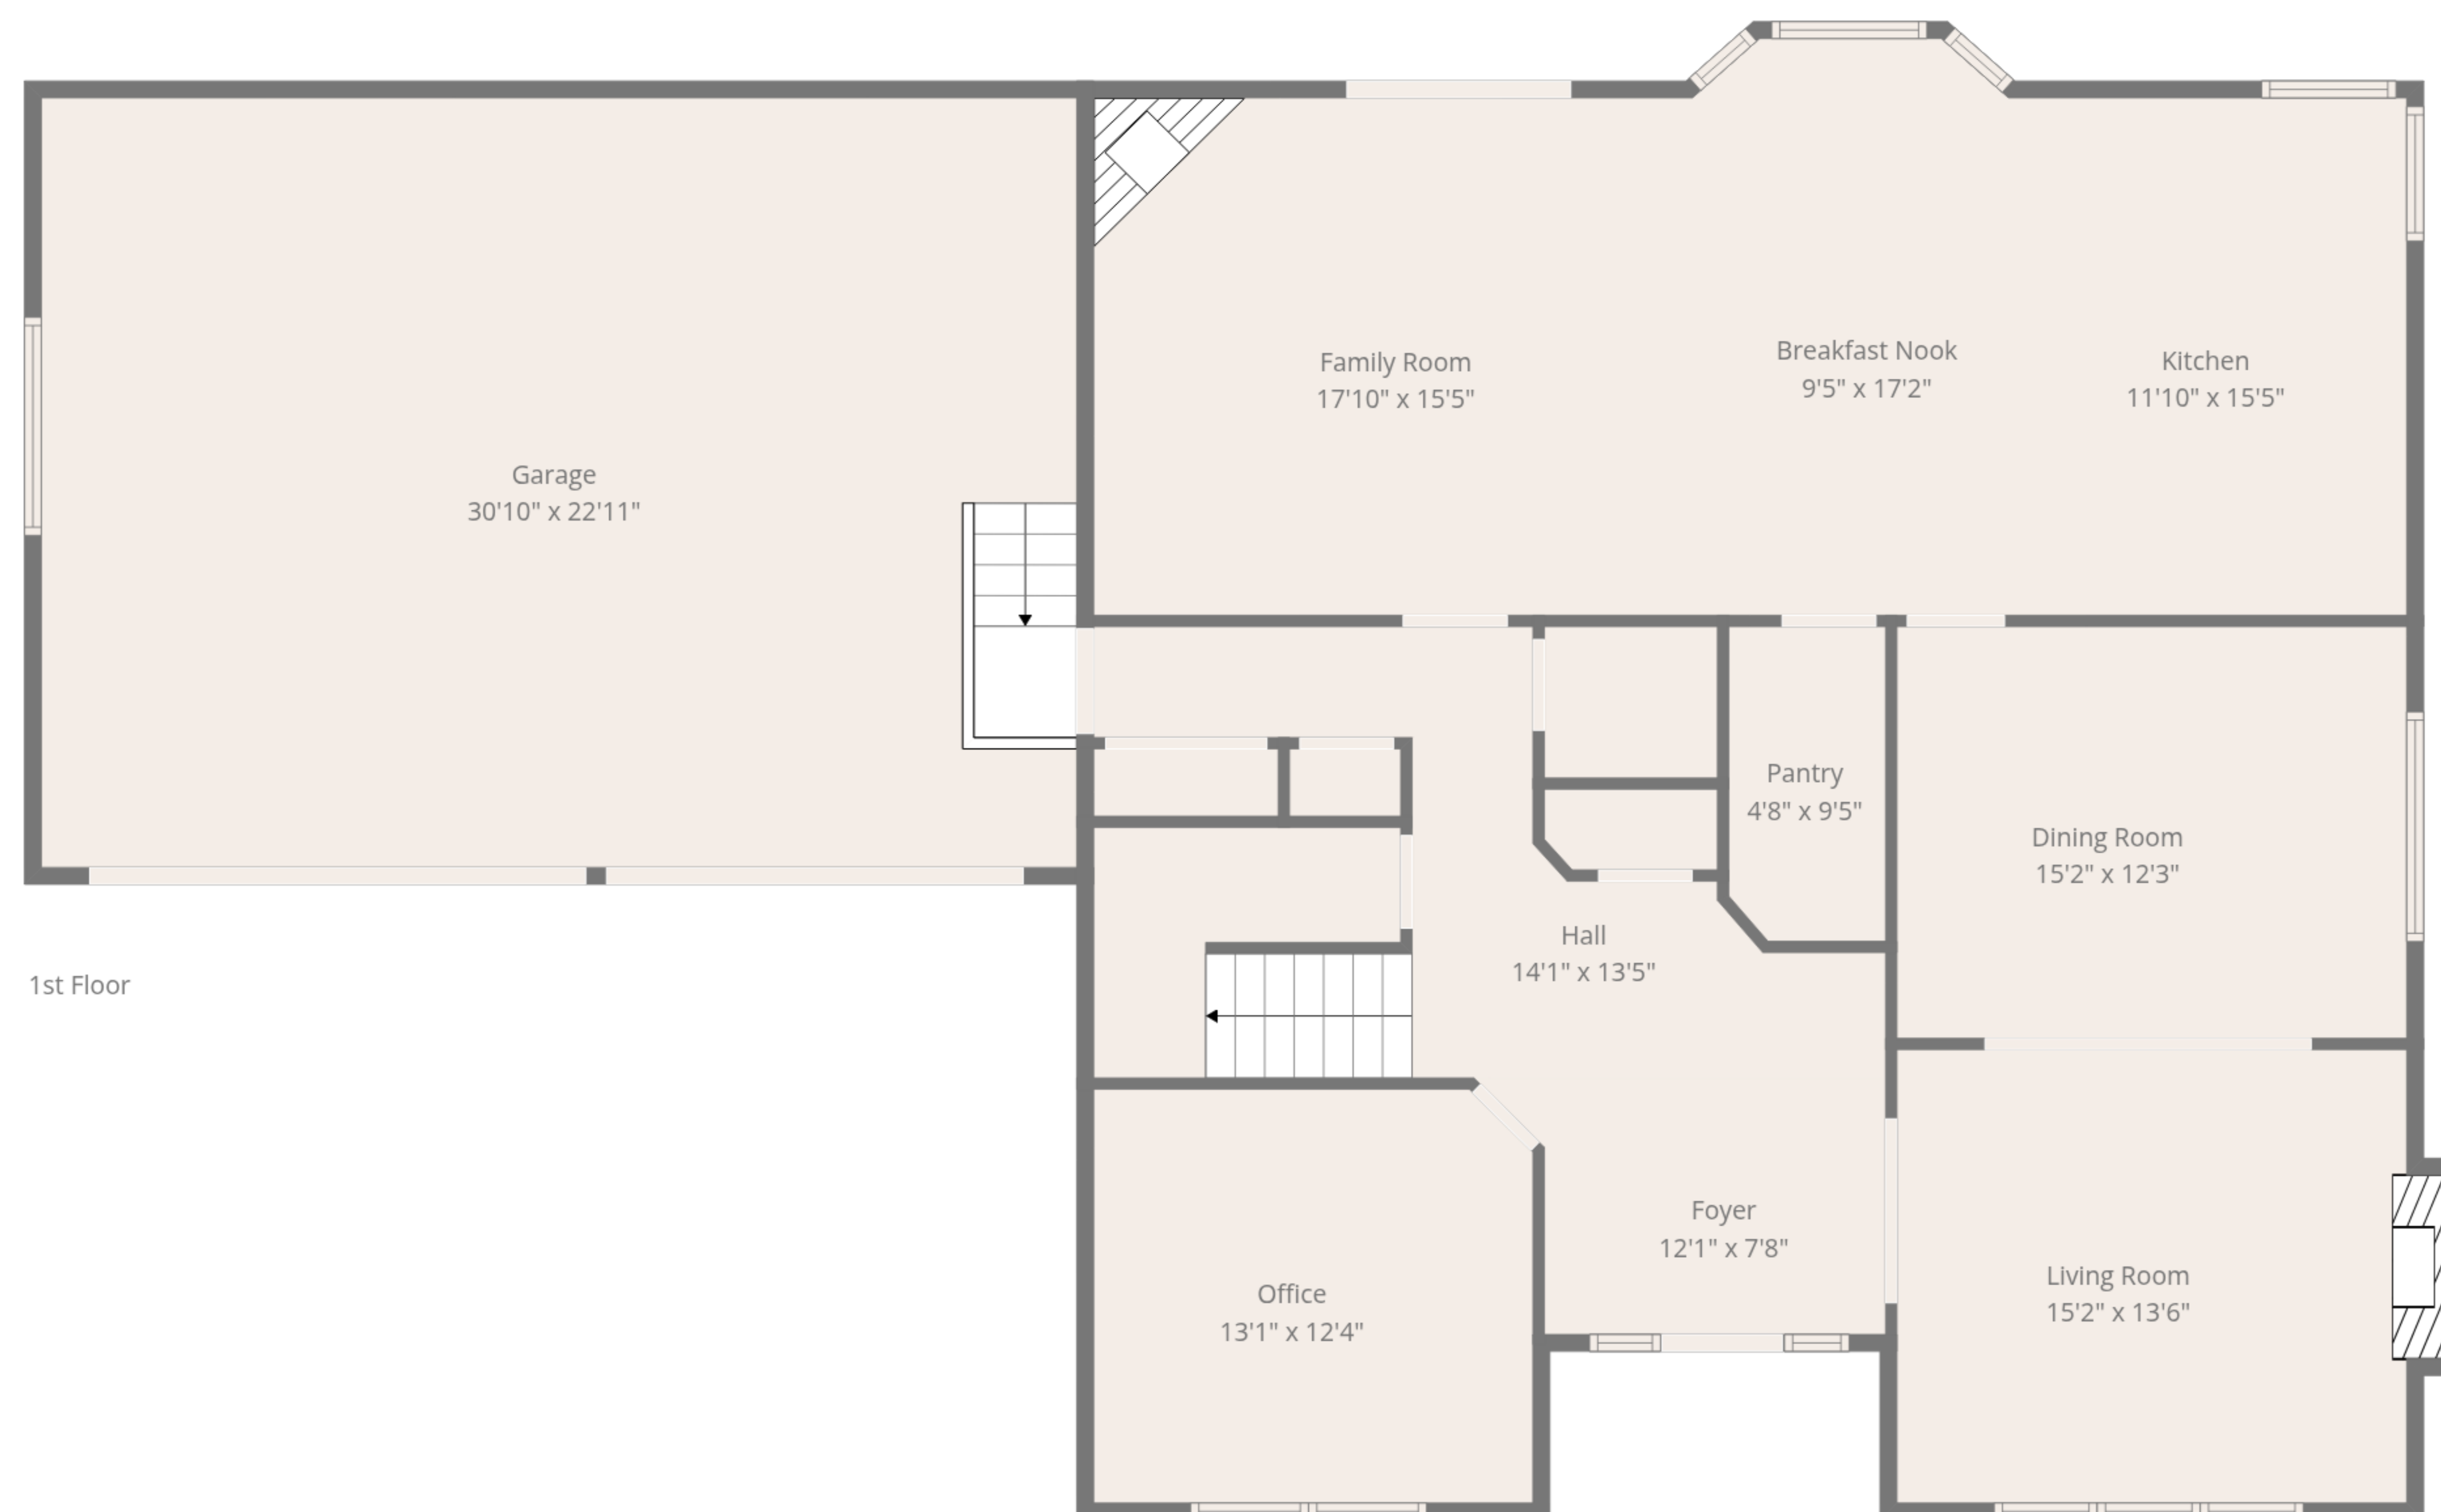 Family Room
17'10" x 15'5"
Breakfast Nook
9'5" x 17'2"
Kitchen
11'10" x 15'5"
Garage
30'10" x 22'11"
Pantry
4'8" x 9'5"
Dining Room
15'2" x 12'3"
Hall
14'1" x 13'5"
1st Floor
Foyer
12'1" x 7'8"
Office
13'1" x 12'4"
Living Room
15'2" x 13'6"